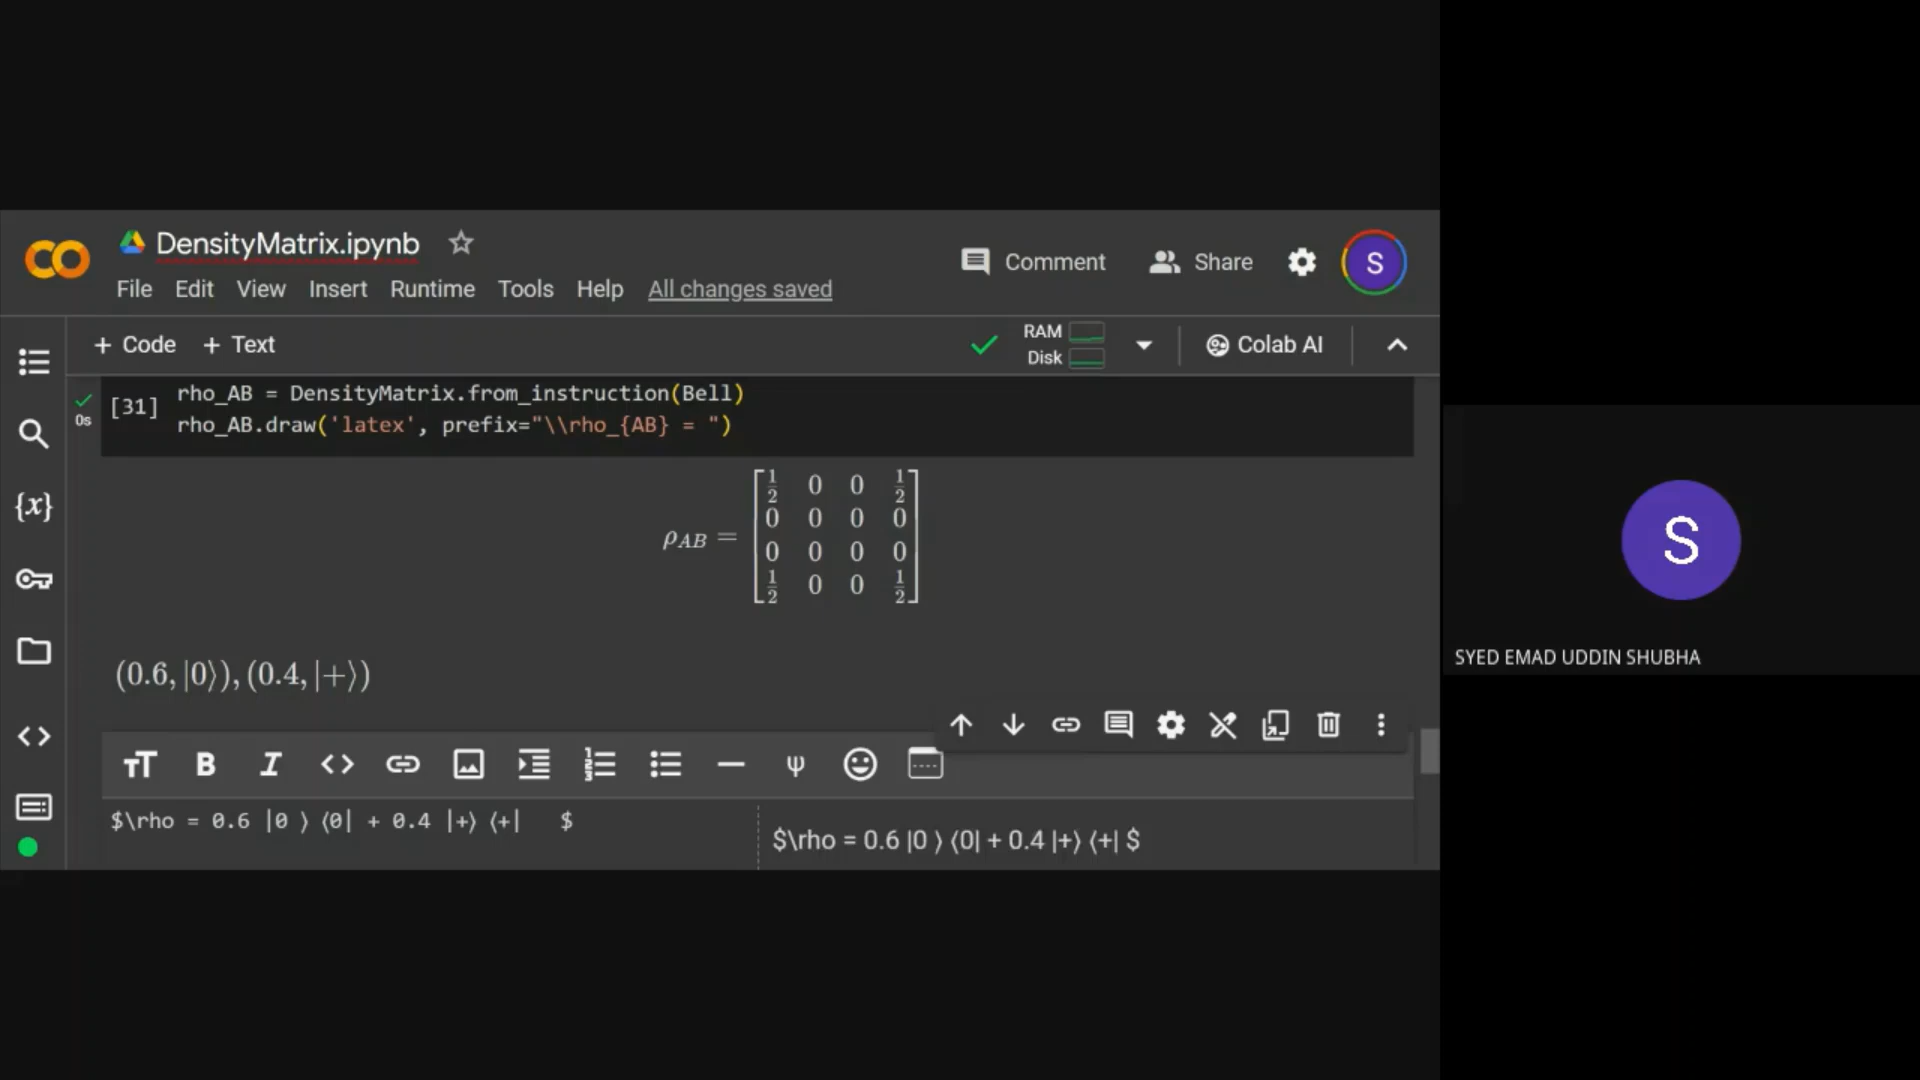 DensityMatrix.ipynb
File Edit View Insert Runtime Tools Help All changes saved
Comment Share S
+ Code + Text
RAM
Disk
Colab AI
{x}
0s
[31]
rho_AB = DensityMatrix.from_instruction(Bell)
rho_AB.draw('latex', prefix="\\rho_{AB} = ")
ρAB =
1/2 0 0 1/2
0 0 0 0
0 0 0 0
1/2 0 0 1/2
(0.6, |0⟩), (0.4, |+⟩)
TT B I <> ψ
$\rho = 0.6 |0 ⟩ ⟨0| + 0.4 |+⟩ ⟨+| $
$\rho = 0.6 |0 ⟩ ⟨0| + 0.4 |+⟩ ⟨+| $
S
SYED EMAD UDDIN SHUBHA